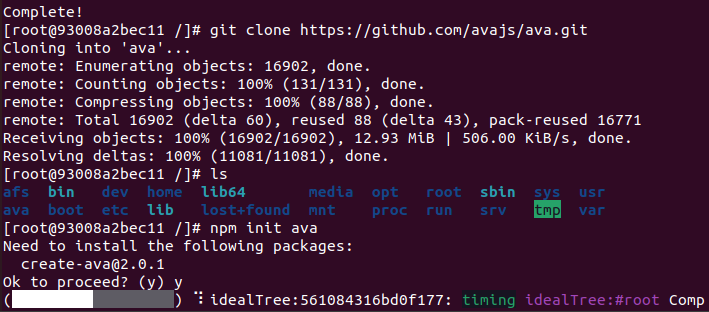 Complete!
[root@93008a2bec11 /]# git clone https://github.com/avajs/ava.git
Cloning into 'ava'...
remote: Enumerating objects: 16902, done.
remote: Counting objects: 100% (131/131), done.
remote: Compressing objects: 100% (88/88), done.
remote: Total 16902 (delta 60), reused 88 (delta 43), pack-reused 16771
Receiving objects: 100% (16902/16902), 12.93 MiB | 506.00 KiB/s, done.
Resolving deltas: 100% (11081/11081), done.
[root@93008a2bec11 /]# ls
afs  bin   dev  home  lib64       media  opt   root  sbin  sys  usr
ava  boot  etc  lib   lost+found  mnt    proc  run   srv   tmp  var
[root@93008a2bec11 /]# npm init ava
Need to install the following packages:
  create-ava@2.0.1
Ok to proceed? (y) y
(                  ) ⠹ idealTree:561084316bd0f177: timing idealTree:#root Comp